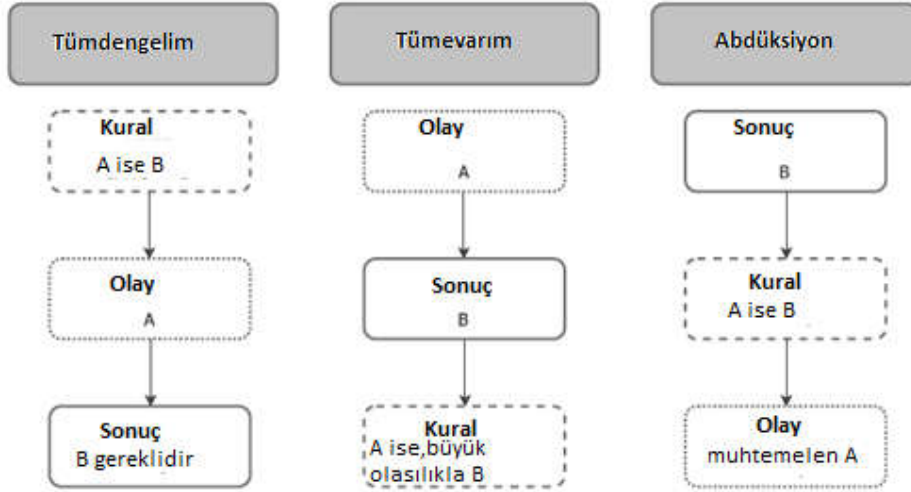 Tümdengelim
Kural
A ise B
Olay
A
Sonuç
B gereklidir
Tümevarım
Olay
A
Sonuç
B
Kural
A ise,büyük
olasılıkla B
Abdüksiyon
Sonuç
B
Kural
A ise B
Olay
muhtemelen A